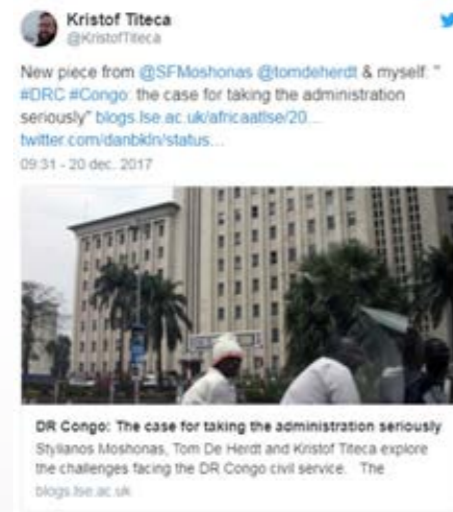 Kristof Titeca
@KristofTiteca
New piece from @SFMoshonas @tomdeherdt & myself: "
#DRC #Congo: the case for taking the administration
seriously" blogs.lse.ac.uk/africaatlse/20...
twitter.com/danbkln/status...
09:31 - 20 dec. 2017
DR Congo: The case for taking the administration seriously
Stylianos Moshonas, Tom De Herdt and Kristof Titeca explore
the challenges facing the DR Congo civil service. The
blogs.lse.ac.uk